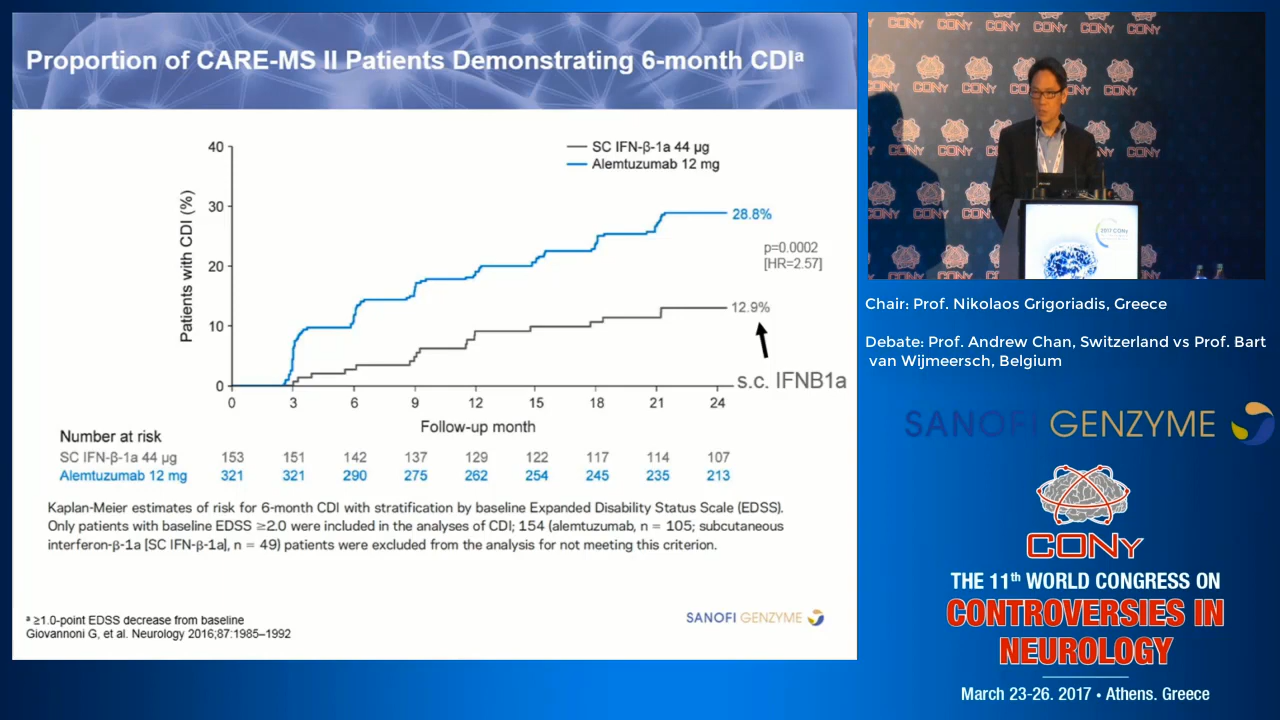 Proportion of CARE-MS II Patients Demonstrating 6-month CDIᵃ
SC IFN-β-1a 44 µg
Alemtuzumab 12 mg
Patients with CDI (%)
40
30
20
10
0
28.8%
p=0.0002
[HR=2.57]
12.9%
s.c. IFNB1a
0 3 6 9 12 15 18 21 24
Follow-up month
Number at risk
SC IFN-β-1a 44 µg 153 151 142 137 129 122 117 114 107
Alemtuzumab 12 mg 321 321 290 275 262 254 245 235 213
Kaplan-Meier estimates of risk for 6-month CDI with stratification by baseline Expanded Disability Status Scale (EDSS).
Only patients with baseline EDSS ≥2.0 were included in the analyses of CDI; 154 (alemtuzumab, n = 105; subcutaneous
interferon-β-1a [SC IFN-β-1a], n = 49) patients were excluded from the analysis for not meeting this criterion.
ᵃ ≥1.0-point EDSS decrease from baseline
Giovannoni G, et al. Neurology 2016;87:1985–1992
SANOFI GENZYME
CONy
2017 CONy
Chair: Prof. Nikolaos Grigoriadis, Greece
Debate: Prof. Andrew Chan, Switzerland vs Prof. Bart
van Wijmeersch, Belgium
SANOFI GENZYME
CONy
THE 11th WORLD CONGRESS ON
CONTROVERSIES IN
NEUROLOGY
March 23-26. 2017 • Athens. Greece